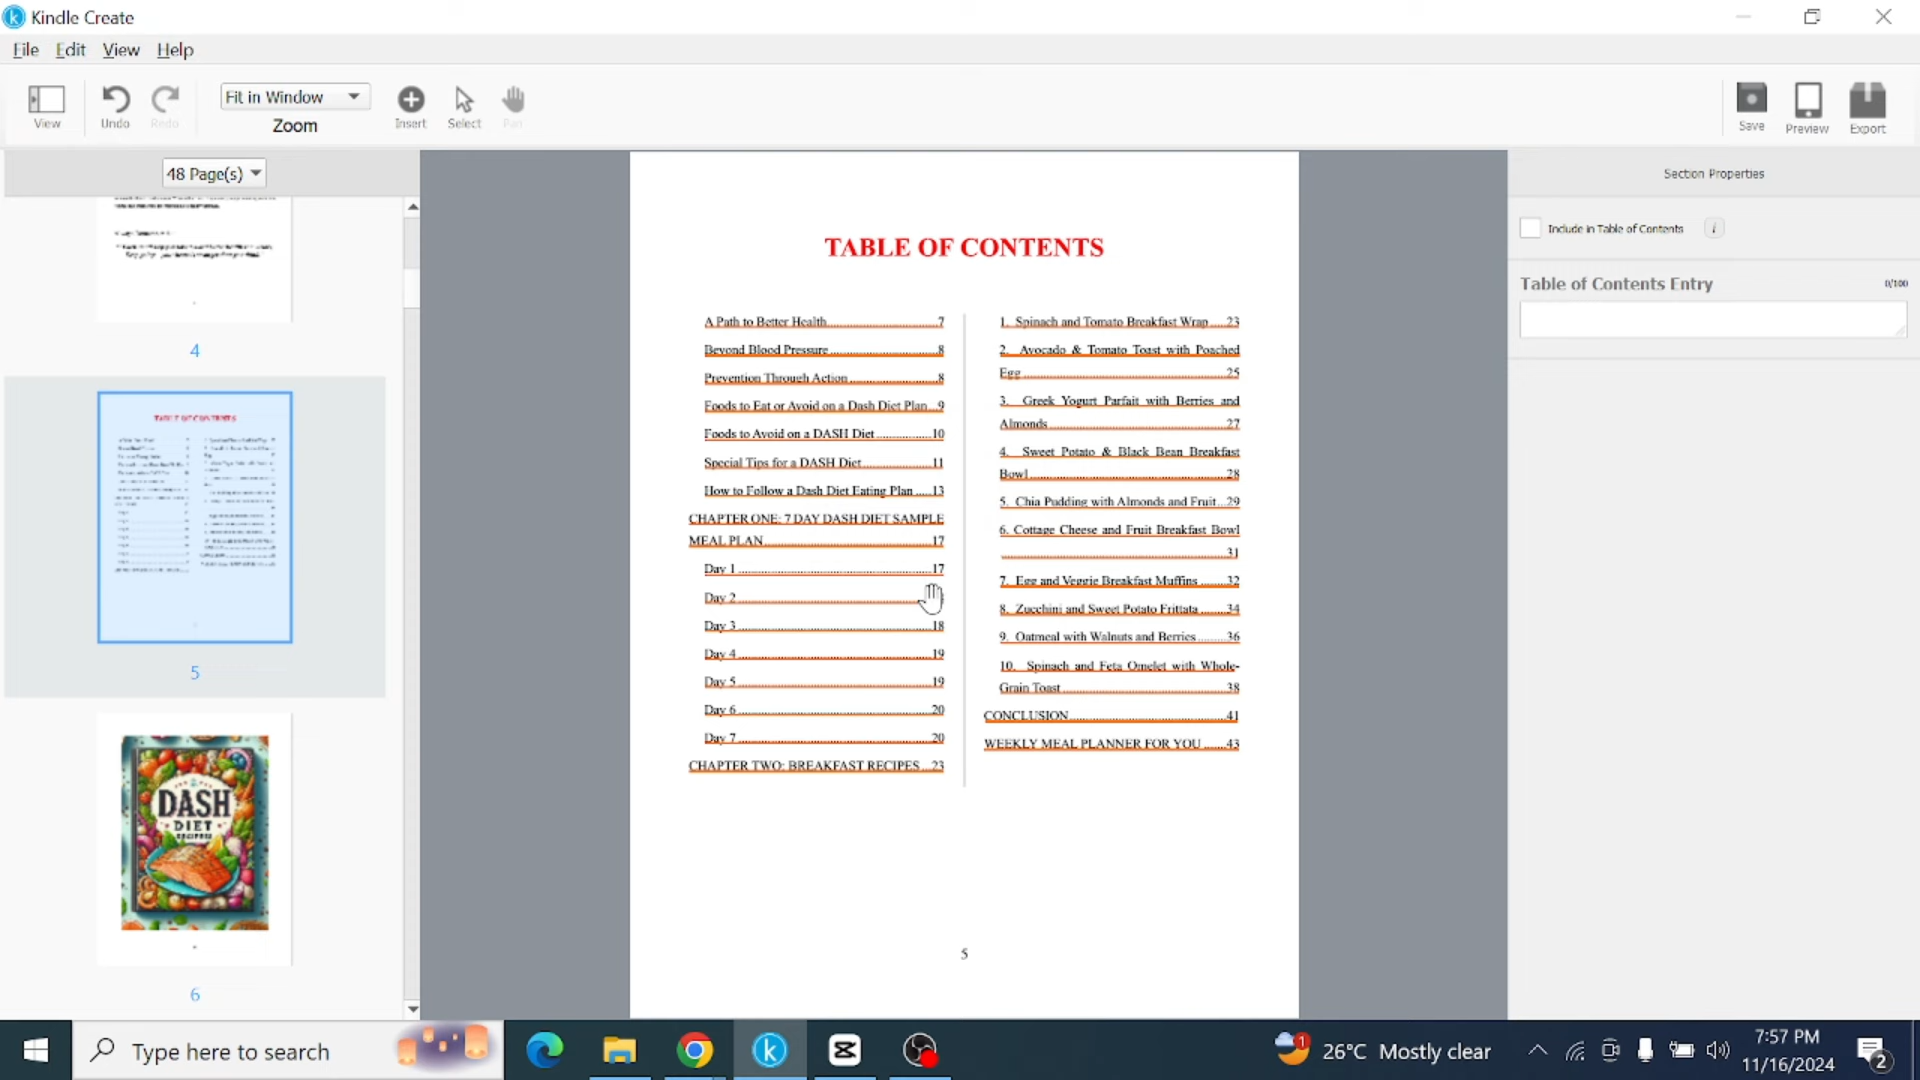 Kindle Create
File Edit View Help
View
Undo
Redo
Fit in Window
Zoom
Insert
Select
Pan
Save
Preview
Export
48 Page(s)
4
TABLE OF CONTENTS
5
DASH
DIET
RECIPES
6
TABLE OF CONTENTS
A Path to Better Health 7
Beyond Blood Pressure 8
Prevention Through Action 8
Foods to Eat or Avoid on a Dash Diet Plan 9
Foods to Avoid on a DASH Diet 10
Special Tips for a DASH Diet 11
How to Follow a Dash Diet Eating Plan 13
CHAPTER ONE: 7 DAY DASH DIET SAMPLE
MEAL PLAN 17
Day 1 17
Day 2
Day 3 18
Day 4 19
Day 5 19
Day 6 20
Day 7 20
CHAPTER TWO: BREAKFAST RECIPES 23
1. Spinach and Tomato Breakfast Wrap 23
2. Avocado & Tomato Toast with Poached
Egg 25
3. Greek Yogurt Parfait with Berries and
Almonds 27
4. Sweet Potato & Black Bean Breakfast
Bowl 28
5. Chia Pudding with Almonds and Fruit 29
6. Cottage Cheese and Fruit Breakfast Bowl
31
7. Egg and Veggie Breakfast Muffins 32
8. Zucchini and Sweet Potato Frittata 34
9. Oatmeal with Walnuts and Berries 36
10. Spinach and Feta Omelet with Whole-
Grain Toast 38
CONCLUSION 41
WEEKLY MEAL PLANNER FOR YOU 43
5
Section Properties
Include in Table of Contents i
Table of Contents Entry 0/100
Type here to search
1
26°C Mostly clear
7:57 PM
11/16/2024
2